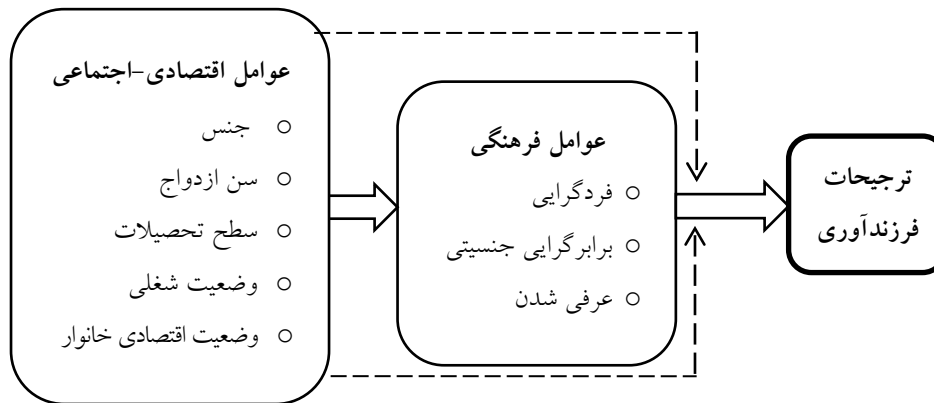 عوامل اقتصادی-اجتماعی
○ جنس
○ سن ازدواج
○ سطح تحصیلات
○ وضعیت شغلی
○ وضعیت اقتصادی خانوار
عوامل فرهنگی
○ فردگرایی
○ برابرگرایی جنسیتی
○ عرفی شدن
ترجیحات
فرزندآوری